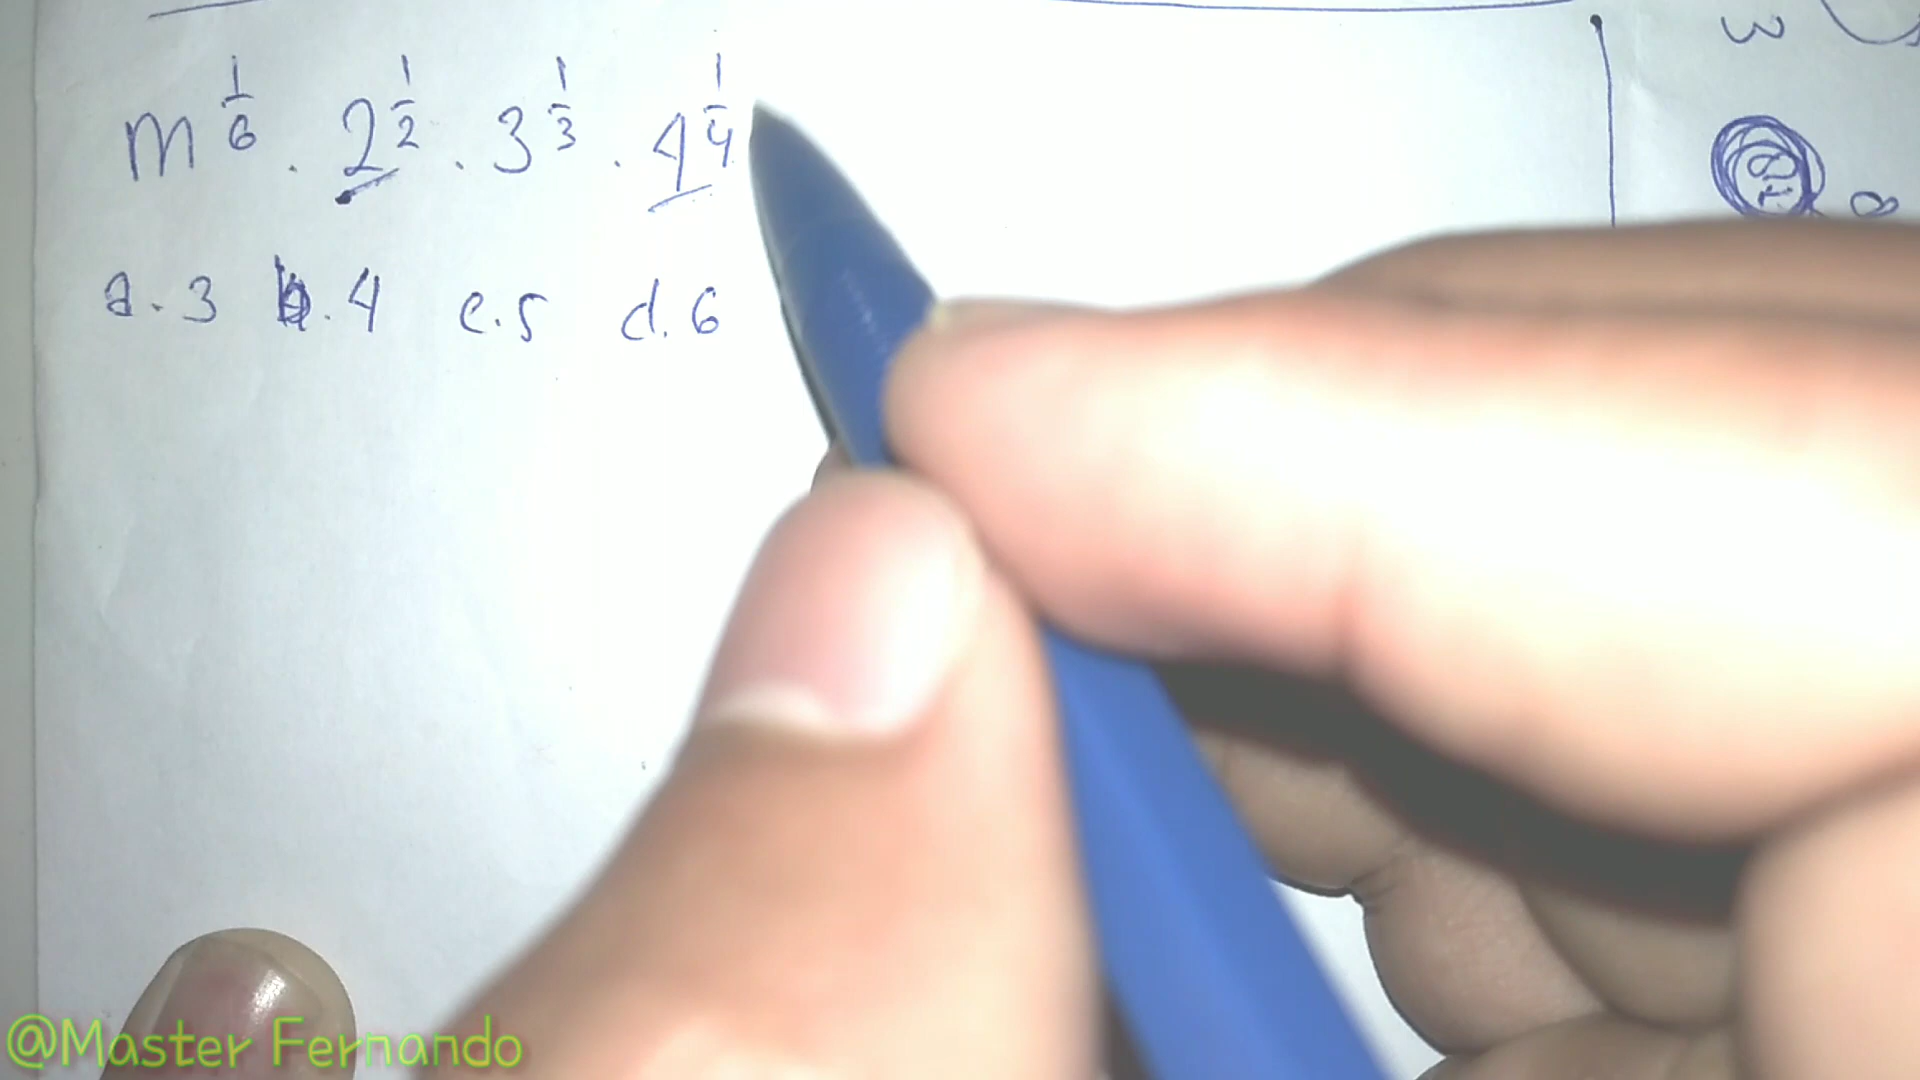 m^{1/6} . 2^{1/2} . 3^{1/3} . 4^{1/4}
a. 3 b. 4 c. 5 d. 6
@Master Fernando